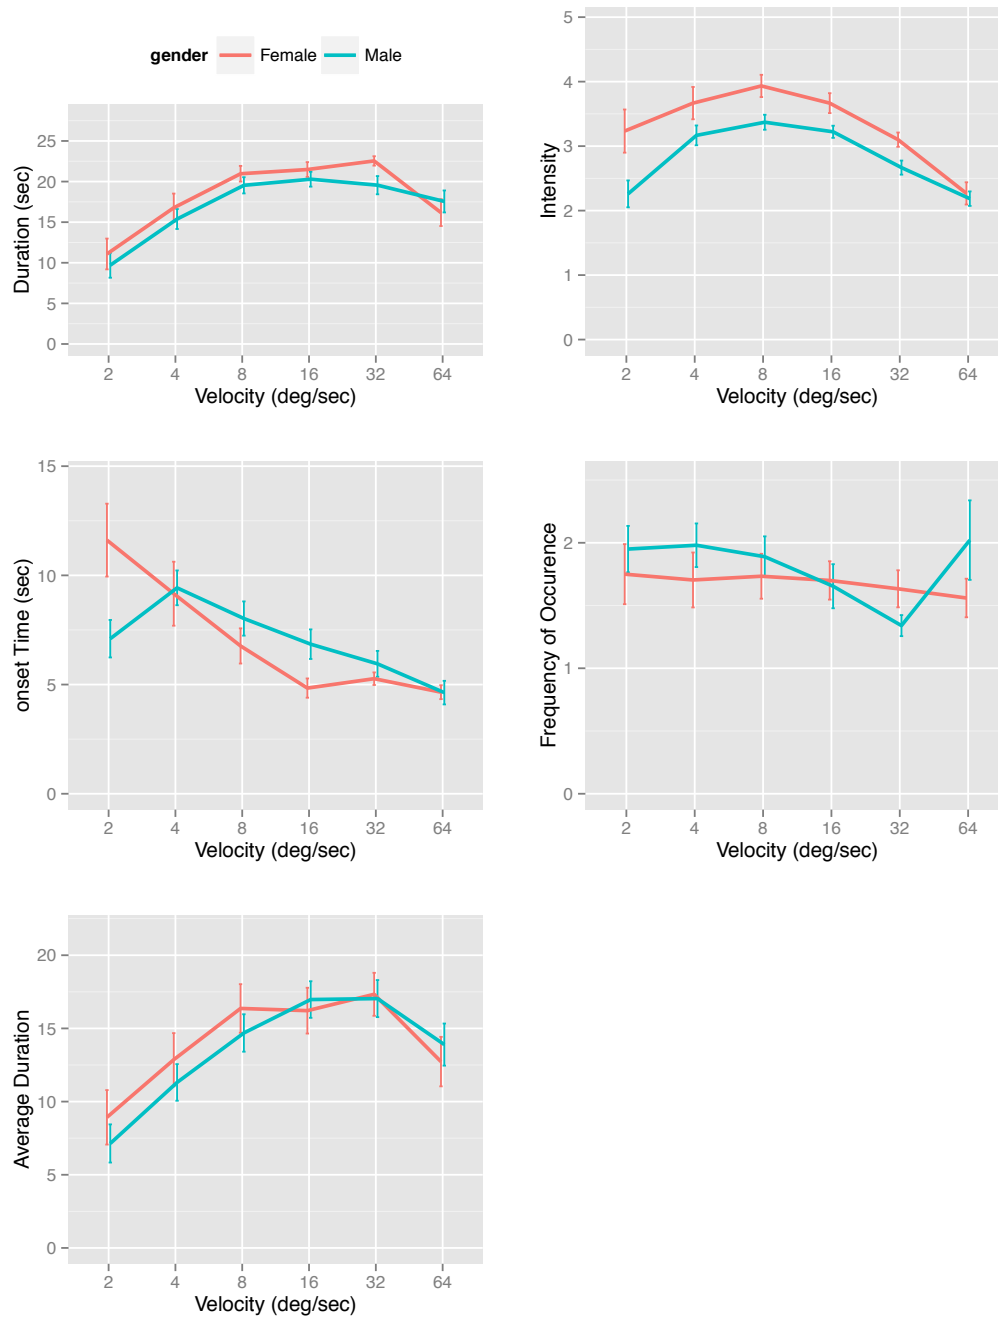 gender Female Male
Duration (sec)
25
20
15
10
5
0
2 4 8 16 32 64
Velocity (deg/sec)
Intensity
5
4
3
2
1
0
2 4 8 16 32 64
Velocity (deg/sec)
onset Time (sec)
15
10
5
0
2 4 8 16 32 64
Velocity (deg/sec)
Frequency of Occurence
2
1
0
2 4 8 16 32 64
Velocity (deg/sec)
Average Duration
20
15
10
5
0
2 4 8 16 32 64
Velocity (deg/sec)